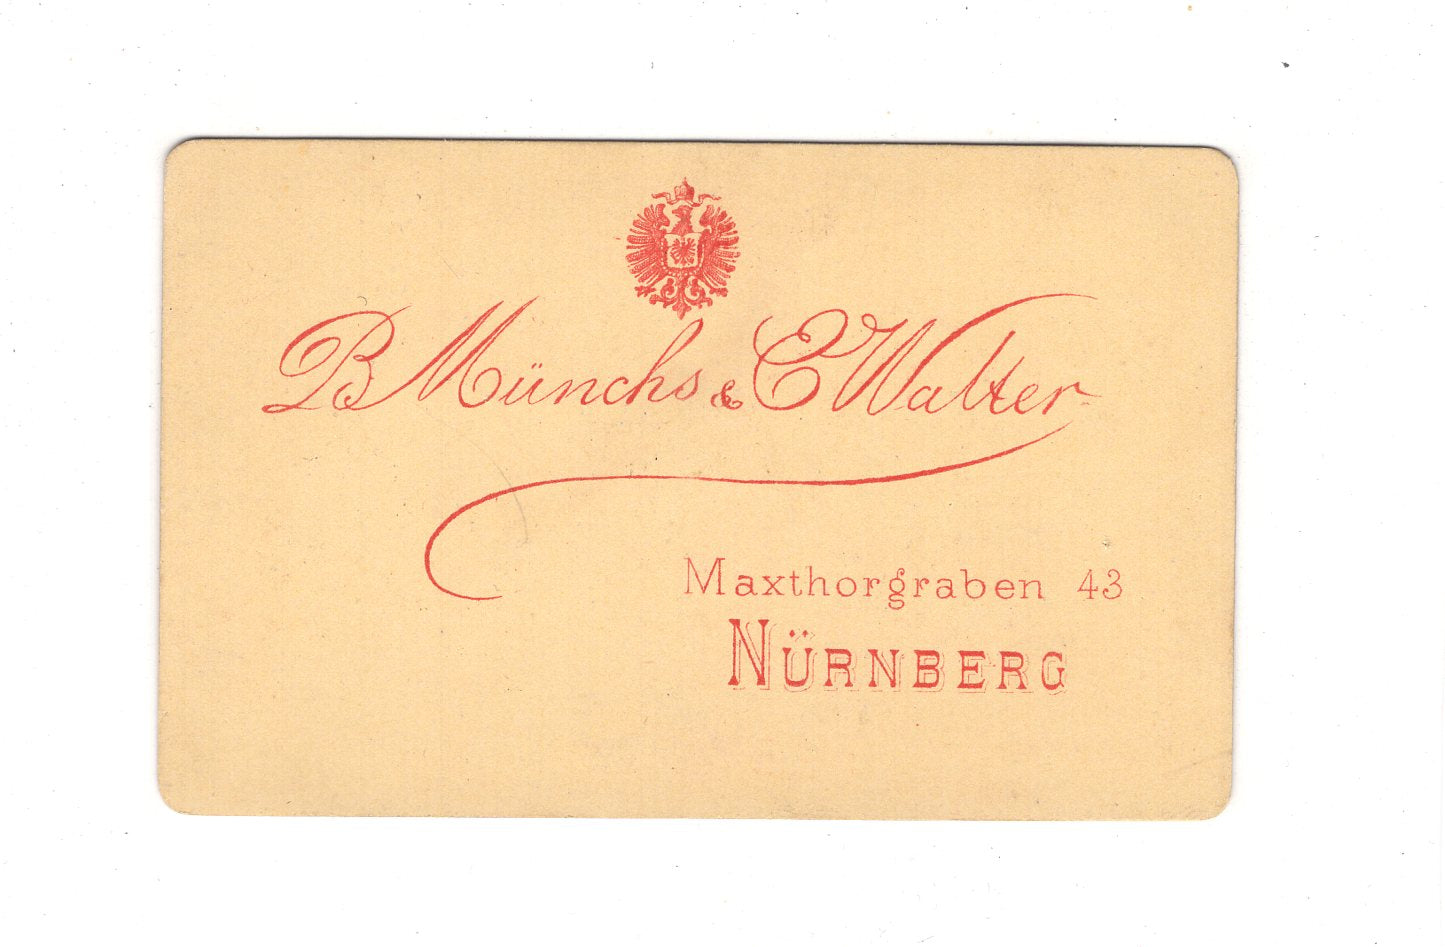 B Münchs & C Walter
Maxthorgraben 43
NÜRNBERG